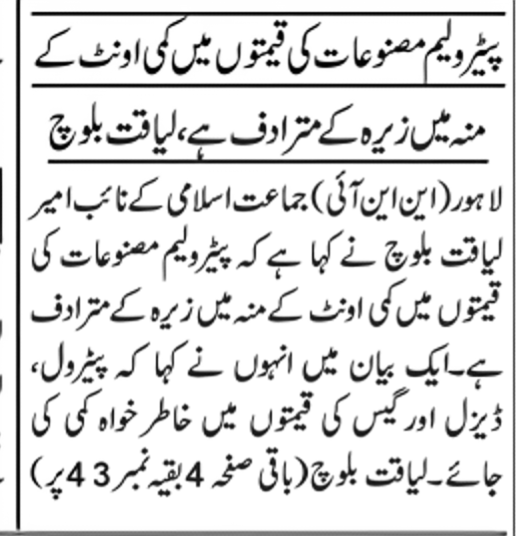 پیٹرولیم مصنوعات کی قیمتوں میں کمی اونٹ کے
منہ میں زیرہ کے مترادف ہے، لیاقت بلوچ
لاہور (این این آئی) جماعت اسلامی کے نائب امیر
لیاقت بلوچ نے کہا ہے کہ پیٹرولیم مصنوعات کی
قیمتوں میں کمی اونٹ کے منہ میں زیرہ کے مترادف
ہے۔ ایک بیان میں انہوں نے کہا کہ پیٹرول،
ڈیزل اور گیس کی قیمتوں میں خاطر خواہ کمی کی
جائے۔ لیاقت بلوچ (باقی صفحہ 4 بقیہ نمبر 43 پر)